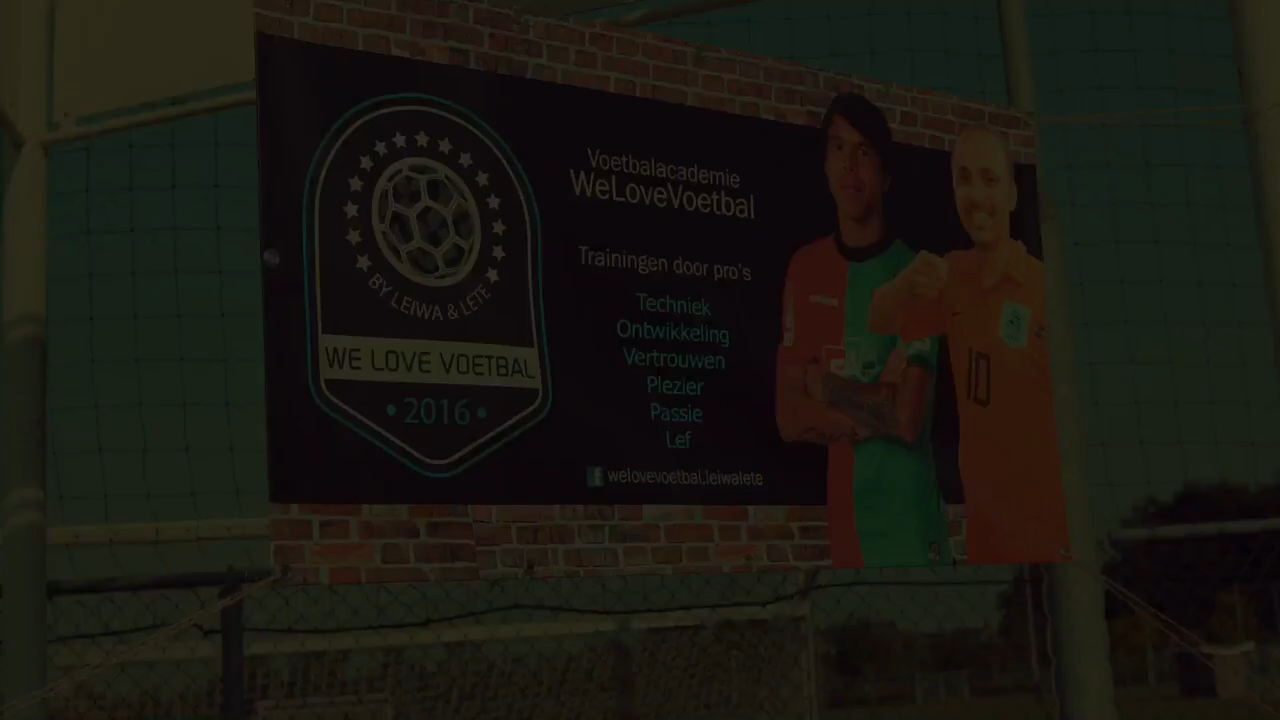 BY LEIWA & LETE
WE LOVE VOETBAL
• 2016 •
Voetbalacademie
WeLoveVoetbal
Trainingen door pro's
Techniek
Ontwikkeling
Vertrouwen
Plezier
Passie
Lef
f welovevoetbal.leiwalete
10